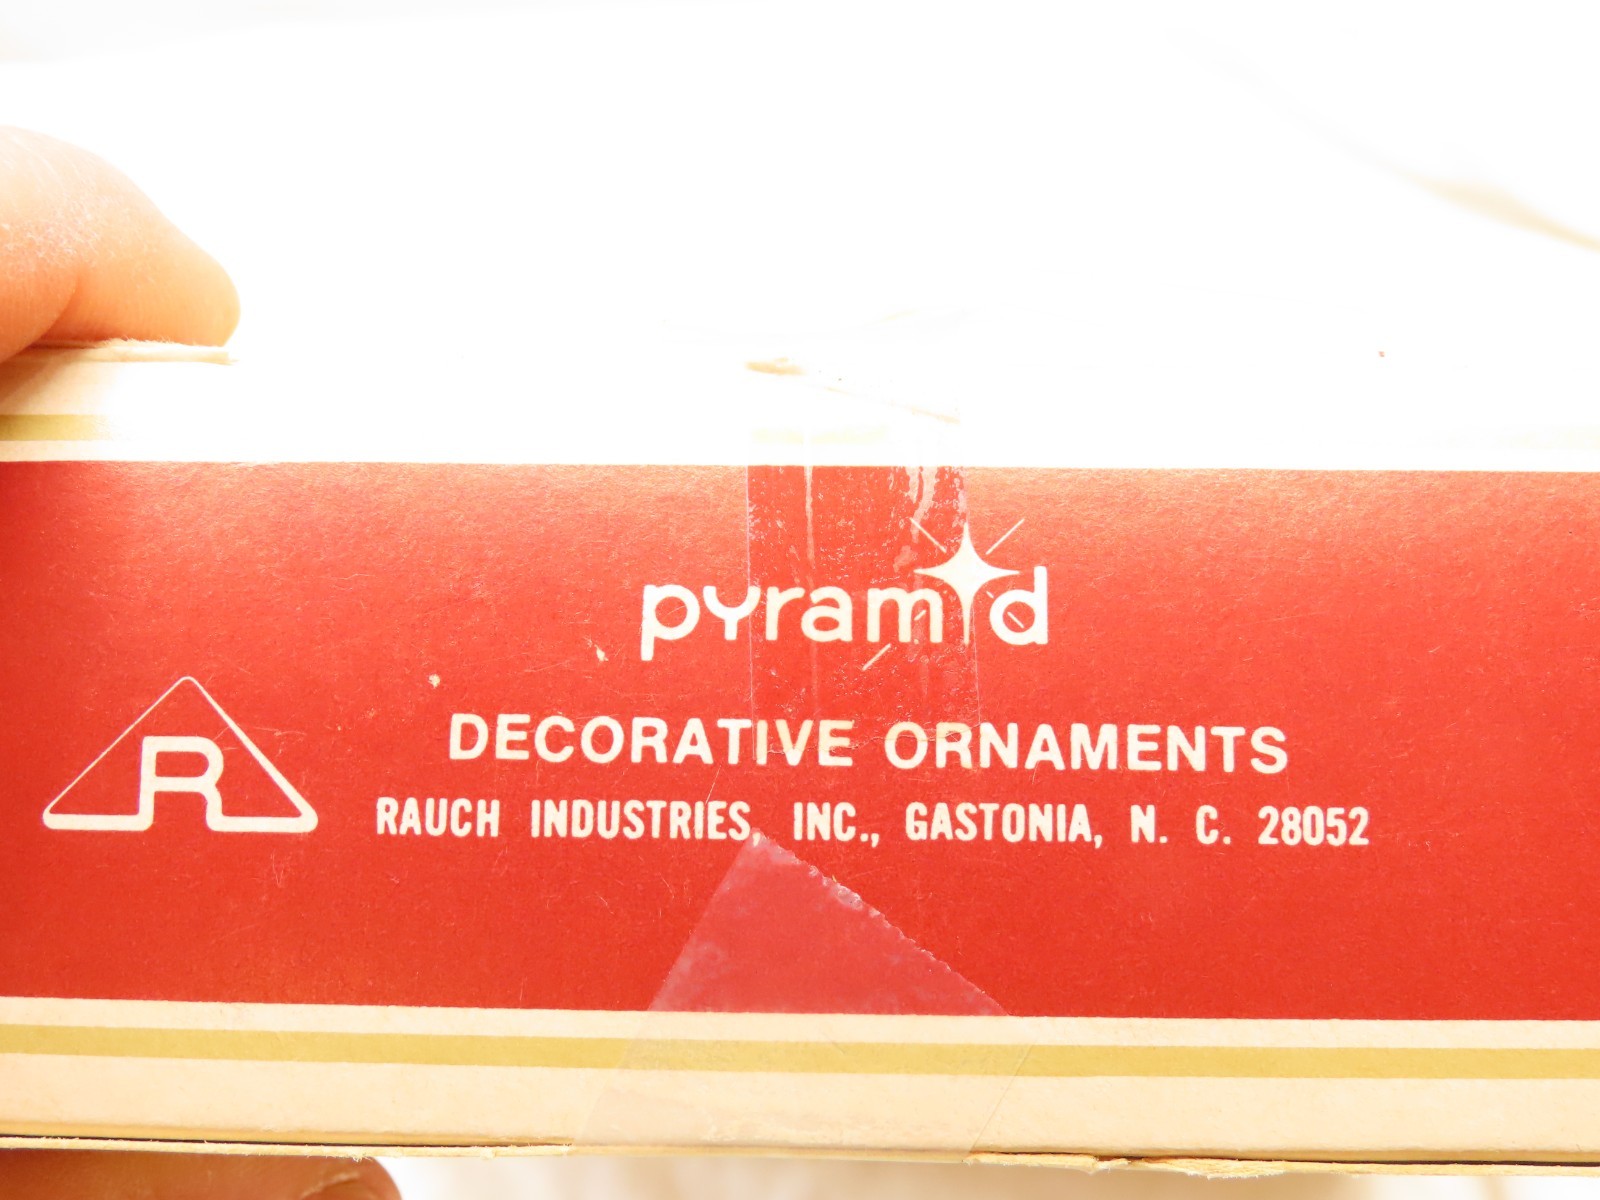 pyramid
DECORATIVE ORNAMENTS
R
RAUCH INDUSTRIES, INC., GASTONIA, N. C. 28052